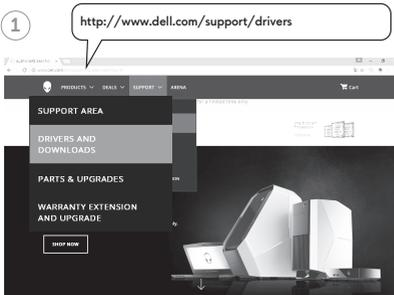 1
http://www.dell.com/support/drivers
PRODUCTS DEALS SUPPORT ARENA Cart
SUPPORT AREA
DRIVERS AND
DOWNLOADS
PARTS & UPGRADES
WARRANTY EXTENSION
AND UPGRADE
SHOP NOW